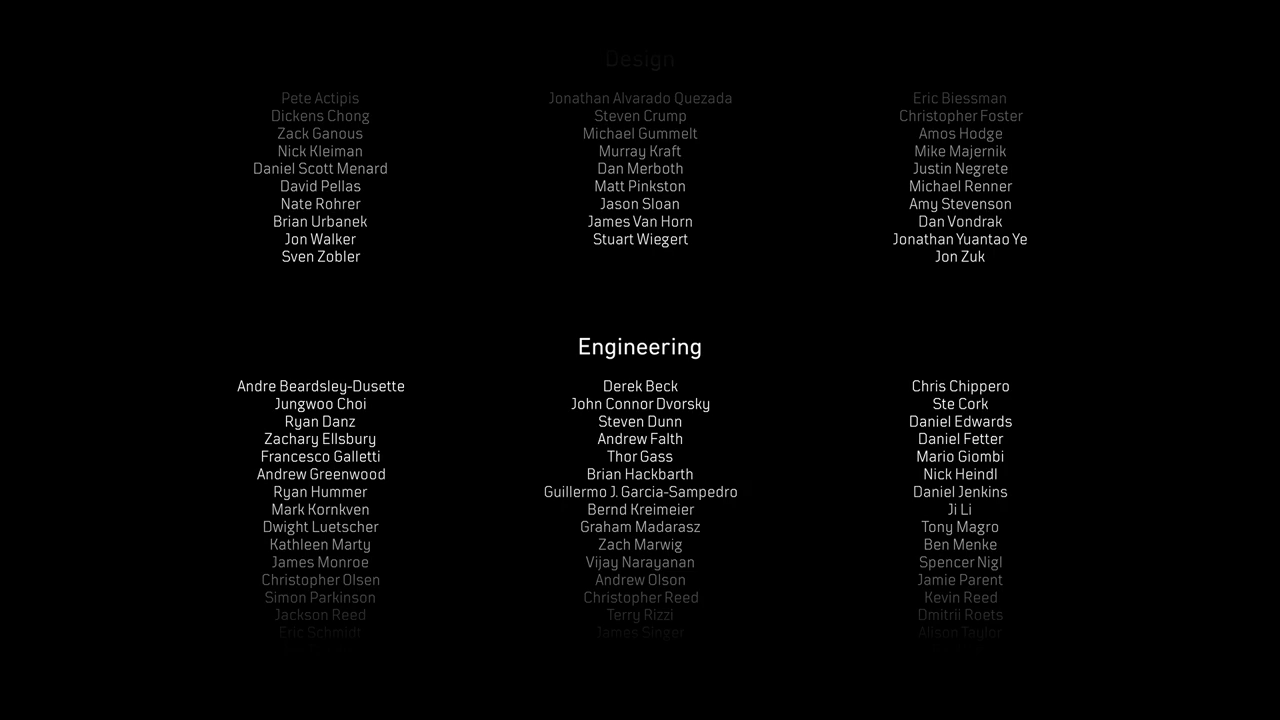 Design
Pete Actipis Jonathan Alvarado Quezada Eric Biessman
Dickens Chong Steven Crump Christopher Foster
Zack Ganous Michael Gummelt Amos Hodge
Nick Kleiman Murray Kraft Mike Majernik
Daniel Scott Menard Dan Merboth Justin Negrete
David Pellas Matt Pinkston Michael Renner
Nate Rohrer Jason Sloan Amy Stevenson
Brian Urbanek James Van Horn Dan Vondrak
Jon Walker Stuart Wiegert Jonathan Yuantao Ye
Sven Zobler Jon Zuk
Engineering
Andre Beardsley-Dusette Derek Beck Chris Chippero
Jungwoo Choi John Connor Dvorsky Ste Cork
Ryan Danz Steven Dunn Daniel Edwards
Zachary Ellsbury Andrew Falth Daniel Fetter
Francesco Galletti Thor Gass Mario Giombi
Andrew Greenwood Brian Hackbarth Nick Heindl
Ryan Hummer Guillermo J. Garcia-Sampedro Daniel Jenkins
Mark Kornkven Bernd Kreimeier Ji Li
Dwight Luetscher Graham Madarasz Tony Magro
Kathleen Marty Zach Marwig Ben Menke
James Monroe Vijay Narayanan Spencer Nigl
Christopher Olsen Andrew Olson Jamie Parent
Simon Parkinson Christopher Reed Kevin Reed
Jackson Reed Terry Rizzi Dmitrii Roets
Eric Schmidt James Singer Alison Taylor